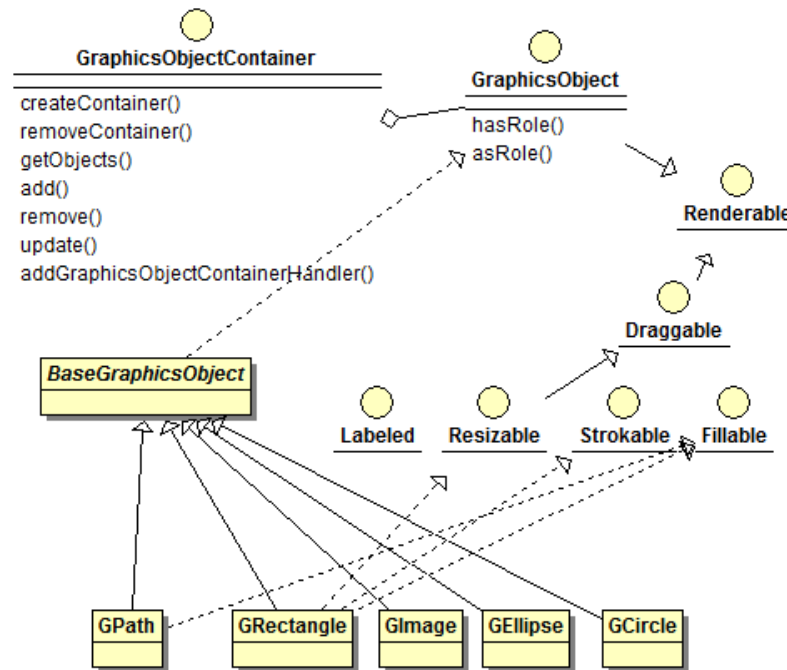 GraphicsObjectContainer
createContainer()
removeContainer()
getObjects()
add()
remove()
update()
addGraphicsObjectContainerHandler()
GraphicsObject
hasRole()
asRole()
Renderable
Draggable
BaseGraphicsObject
Labeled
Resizable
Strokable
Fillable
GPath
GRectangle
GImage
GEllipse
GCircle